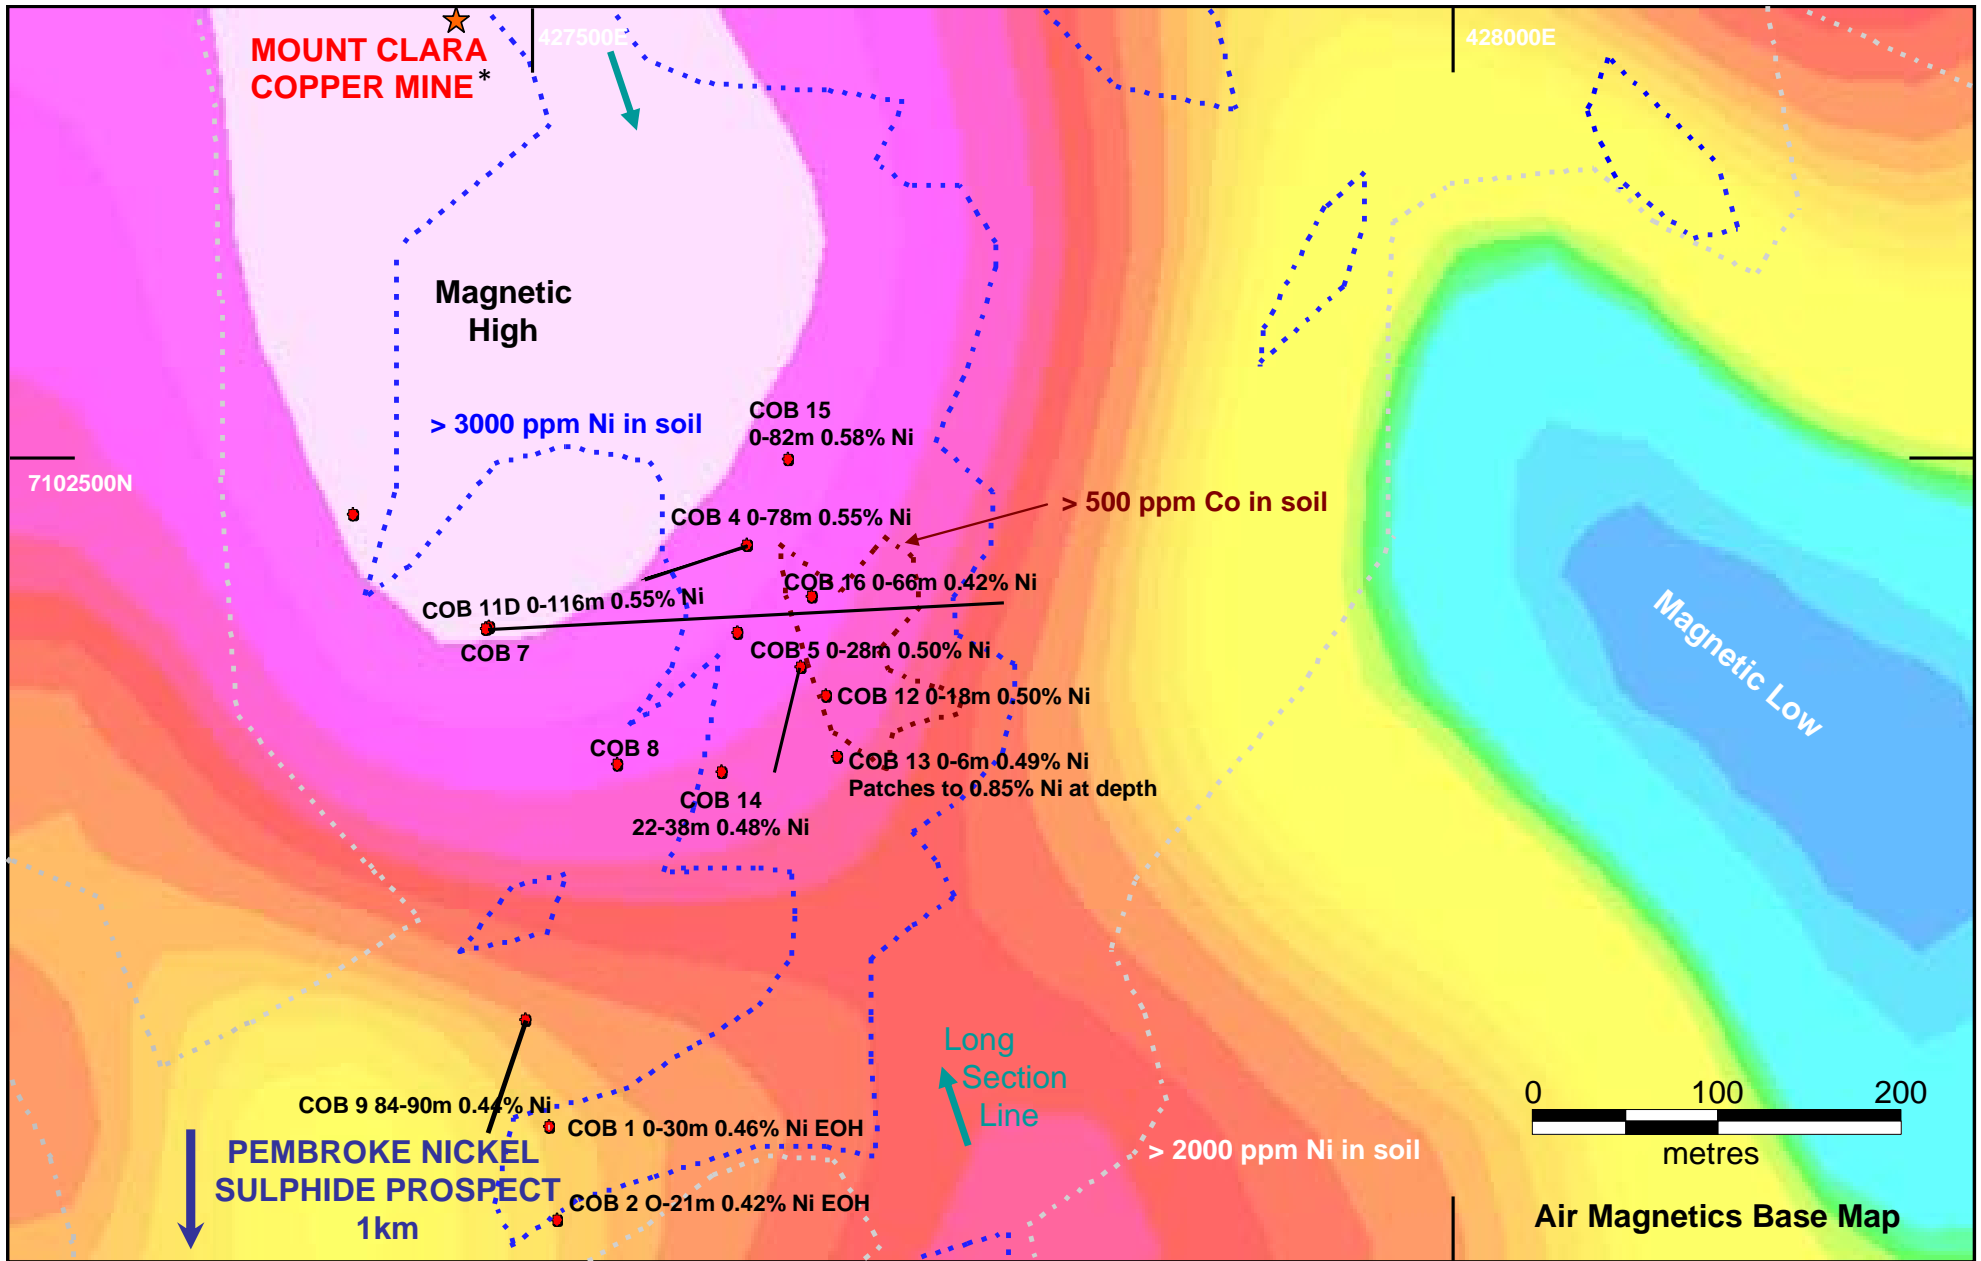 MOUNT CLARA
COPPER MINE*
427500E
428000E
Magnetic
High
> 3000 ppm Ni in soil
COB 15
0-82m 0.58% Ni
7102500N
COB 4 0-78m 0.55% Ni
> 500 ppm Co in soil
COB 16 0-66m 0.42% Ni
COB 11D 0-116m 0.55% Ni
COB 7
COB 5 0-28m 0.50% Ni
COB 12 0-18m 0.50% Ni
Magnetic Low
COB 8
COB 13 0-6m 0.49% Ni
Patches to 0.85% Ni at depth
COB 14
22-38m 0.48% Ni
Long
Section
Line
COB 9 84-90m 0.44% Ni
COB 1 0-30m 0.46% Ni EOH
PEMBROKE NICKEL
SULPHIDE PROSPECT
1km
COB 2 O-21m 0.42% Ni EOH
> 2000 ppm Ni in soil
0 100 200
metres
Air Magnetics Base Map